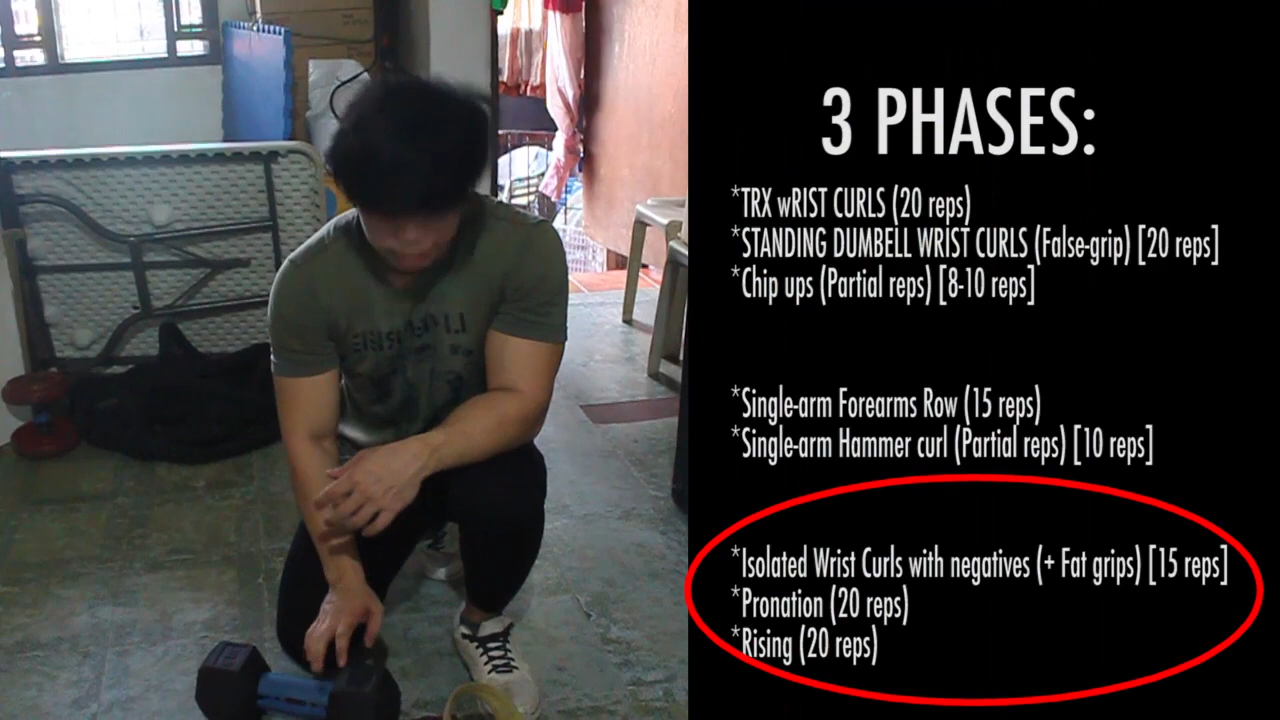 3 PHASES:
*TRX wRIST CURLS (20 reps)
*STANDING DUMBELL WRIST CURLS (False-grip) [20 reps]
*Chip ups (Partial reps) [8-10 reps]
*Single-arm Forearms Row (15 reps)
*Single-arm Hammer curl (Partial reps) [10 reps]
*Isolated Wrist Curls with negatives (+ Fat grips) [15 reps]
*Pronation (20 reps)
*Rising (20 reps)